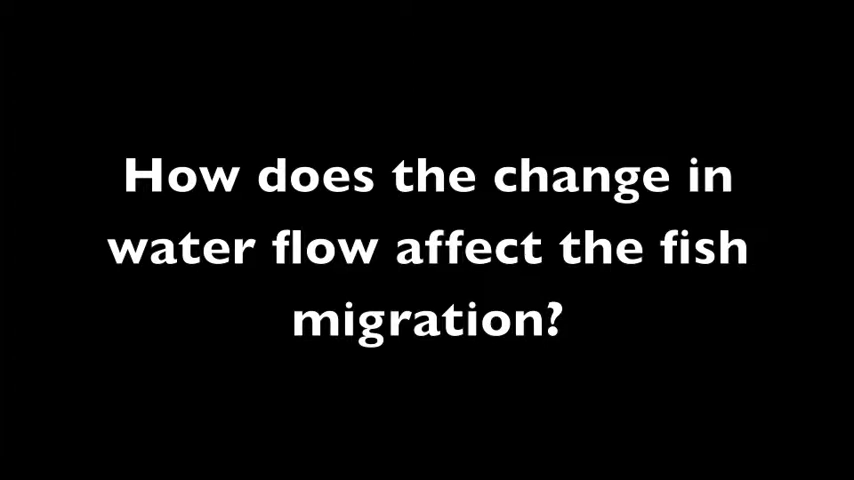 How does the change in
water flow affect the fish
migration?